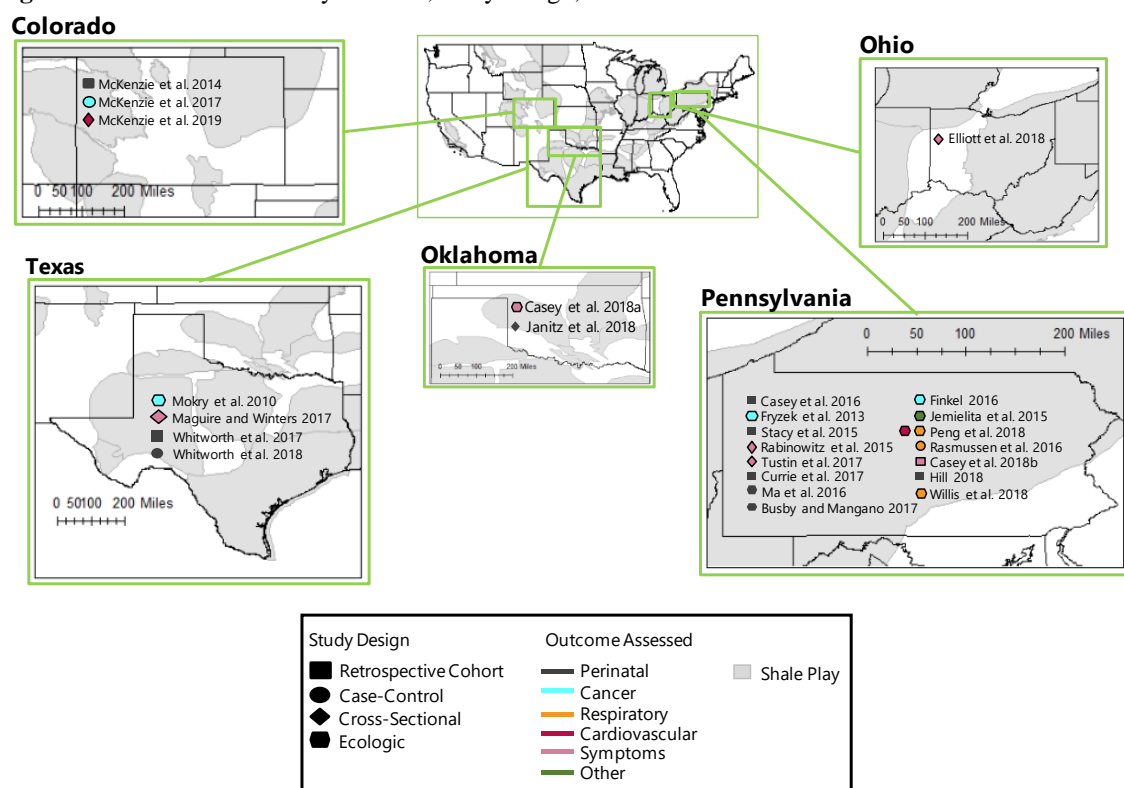 Colorado
McKenzie et al. 2014
McKenzie et al. 2017
McKenzie et al. 2019
0 50 100 200 Miles
Ohio
Elliott et al. 2018
0 50 100 200 Miles
Texas
Mokry et al. 2010
Maguire and Winters 2017
Whitworth et al. 2017
Whitworth et al. 2018
0 50100 200 Miles
Oklahoma
Casey et al. 2018a
Janitz et al. 2018
0 50 100 200 Miles
Pennsylvania
0 50 100 200 Miles
Casey et al. 2016
Fryzek et al. 2013
Stacy et al. 2015
Rabinowitz et al. 2015
Tustin et al. 2017
Currie et al. 2017
Ma et al. 2016
Busby and Mangano 2017
Finkel 2016
Jemielita et al. 2015
Peng et al. 2018
Rasmussen et al. 2016
Casey et al. 2018b
Hill 2018
Willis et al. 2018
Study Design
Retrospective Cohort
Case-Control
Cross-Sectional
Ecologic
Outcome Assessed
Perinatal
Cancer
Respiratory
Cardiovascular
Symptoms
Other
Shale Play